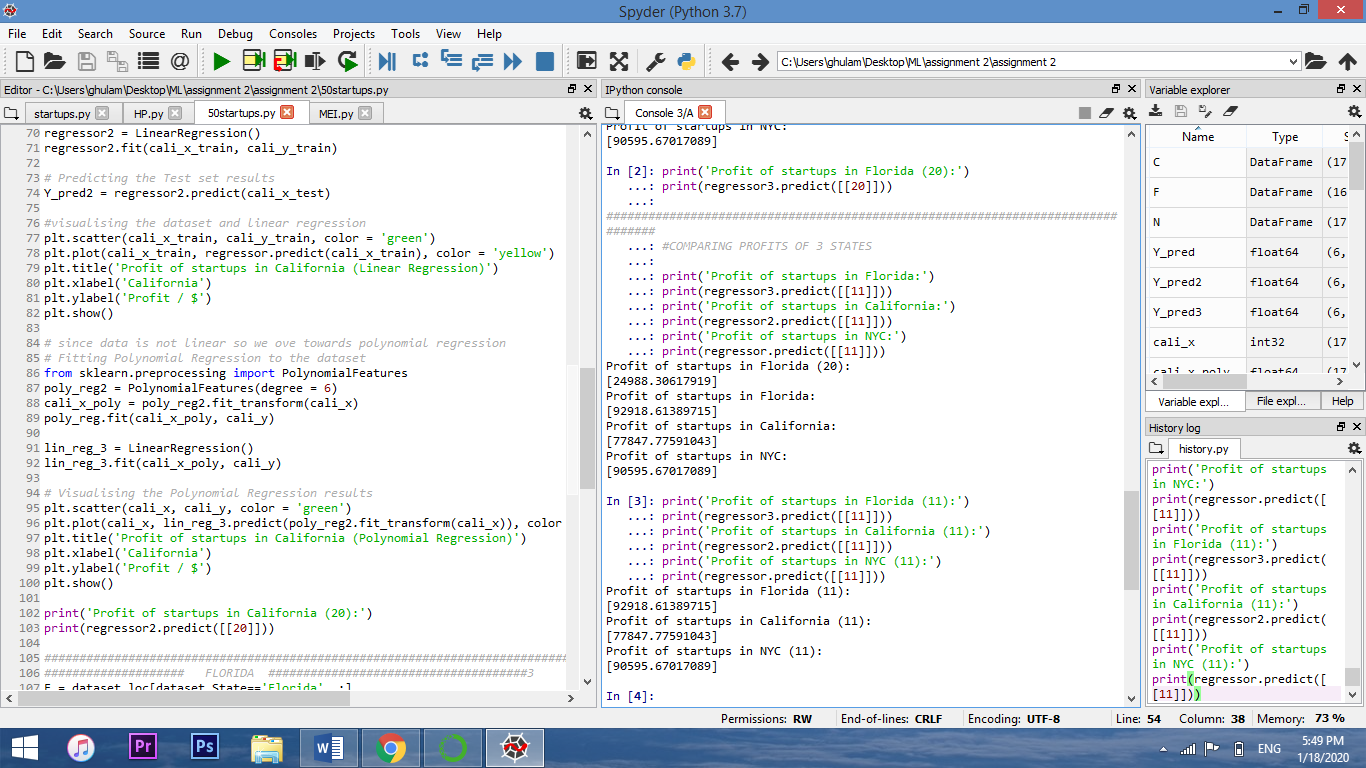 Spyder (Python 3.7)
File Edit Search Source Run Debug Consoles Projects Tools View Help
C:\Users\ghulam\Desktop\ML\assignment 2\assignment 2
Editor - C:\Users\ghulam\Desktop\ML\assignment 2\assignment 2\50startups.py
startups.py HP.py 50startups.py MEI.py
70 regressor2 = LinearRegression()
71 regressor2.fit(cali_x_train, cali_y_train)
72
73 # Predicting the Test set results
74 Y_pred2 = regressor2.predict(cali_x_test)
75
76 #visualising the dataset and linear regression
77 plt.scatter(cali_x_train, cali_y_train, color = 'green')
78 plt.plot(cali_x_train, regressor.predict(cali_x_train), color = 'yellow')
79 plt.title('Profit of startups in California (Linear Regression)')
80 plt.xlabel('California')
81 plt.ylabel('Profit / $')
82 plt.show()
83
84 # since data is not linear so we ove towards polynomial regression
85 # Fitting Polynomial Regression to the dataset
86 from sklearn.preprocessing import PolynomialFeatures
87 poly_reg2 = PolynomialFeatures(degree = 6)
88 cali_x_poly = poly_reg2.fit_transform(cali_x)
89 poly_reg.fit(cali_x_poly, cali_y)
90
91 lin_reg_3 = LinearRegression()
92 lin_reg_3.fit(cali_x_poly, cali_y)
93
94 # Visualising the Polynomial Regression results
95 plt.scatter(cali_x, cali_y, color = 'green')
96 plt.plot(cali_x, lin_reg_3.predict(poly_reg2.fit_transform(cali_x)), color
97 plt.title('Profit of startups in California (Polynomial Regression)')
98 plt.xlabel('California')
99 plt.ylabel('Profit / $')
100 plt.show()
101
102 print('Profit of startups in California (20):')
103 print(regressor2.predict([[20]]))
104
105 ##########################################################################
106 #################### FLORIDA #####################################3
107 F = dataset.loc[dataset.State=='Florida', :]
IPython console
Console 3/A
Profit of startups in NYC:
[90595.67017089]
In [2]: print('Profit of startups in Florida (20):')
...: print(regressor3.predict([[20]]))
...:
#########################################################################
#######
...: #COMPARING PROFITS OF 3 STATES
...:
...: print('Profit of startups in Florida:')
...: print(regressor3.predict([[11]]))
...: print('Profit of startups in California:')
...: print(regressor2.predict([[11]]))
...: print('Profit of startups in NYC:')
...: print(regressor.predict([[11]]))
Profit of startups in Florida (20):
[24988.30617919]
Profit of startups in Florida:
[92918.61389715]
Profit of startups in California:
[77847.77591043]
Profit of startups in NYC:
[90595.67017089]
In [3]: print('Profit of startups in Florida (11):')
...: print(regressor3.predict([[11]]))
...: print('Profit of startups in California (11):')
...: print(regressor2.predict([[11]]))
...: print('Profit of startups in NYC (11):')
...: print(regressor.predict([[11]]))
Profit of startups in Florida (11):
[92918.61389715]
Profit of startups in California (11):
[77847.77591043]
Profit of startups in NYC (11):
[90595.67017089]
In [4]:
Variable explorer
Name Type S
C DataFrame (17
F DataFrame (16
N DataFrame (17
Y_pred float64 (6,
Y_pred2 float64 (6,
Y_pred3 float64 (6,
cali_x int32 (17
cali_x_poly float64 (17
Variable expl... File expl... Help
History log
history.py
print('Profit of startups
in NYC:')
print(regressor.predict([
[11]]))
print('Profit of startups
in Florida (11):')
print(regressor3.predict(
[[11]]))
print('Profit of startups
in California (11):')
print(regressor2.predict(
[[11]]))
print('Profit of startups
in NYC (11):')
print(regressor.predict([
[11]]))
Permissions: RW End-of-lines: CRLF Encoding: UTF-8 Line: 54 Column: 38 Memory: 73 %
Pr Ps W ENG 5:49 PM
1/18/2020